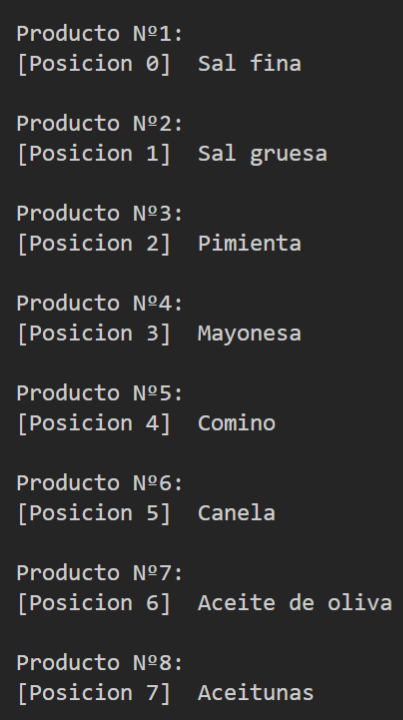 Producto Nº1:
[Posicion 0]  Sal fina
Producto Nº2:
[Posicion 1]  Sal gruesa
Producto Nº3:
[Posicion 2]  Pimienta
Producto Nº4:
[Posicion 3]  Mayonesa
Producto Nº5:
[Posicion 4]  Comino
Producto Nº6:
[Posicion 5]  Canela
Producto Nº7:
[Posicion 6]  Aceite de oliva
Producto Nº8:
[Posicion 7]  Aceitunas